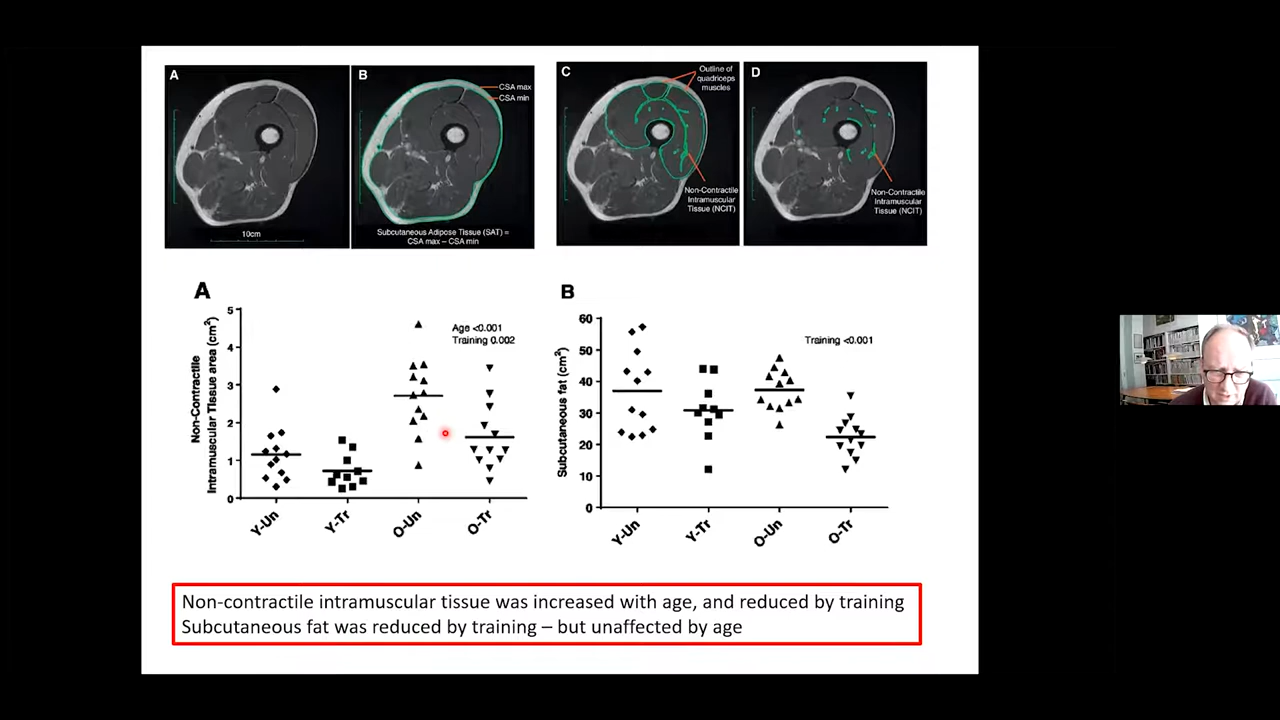 A
10cm
B
CSA max
CSA min
Subcutaneous Adipose Tissue (SAT) =
CSA max – CSA min
C
Outline of
quadriceps
muscles
Non-Contractile
Intramuscular
Tissue (NCIT)
D
Non-Contractile
Intramuscular
Tissue (NCIT)
A
Non-Contractile
Intramuscular Tissue area (cm²)
5
4
3
2
1
0
Age <0.001
Training 0.002
Y-Un
Y-Tr
O-Un
O-Tr
B
Subcutaneous fat (cm²)
60
50
40
30
20
10
0
Training <0.001
Y-Un
Y-Tr
O-Un
O-Tr
Non-contractile intramuscular tissue was increased with age, and reduced by training
Subcutaneous fat was reduced by training – but unaffected by age